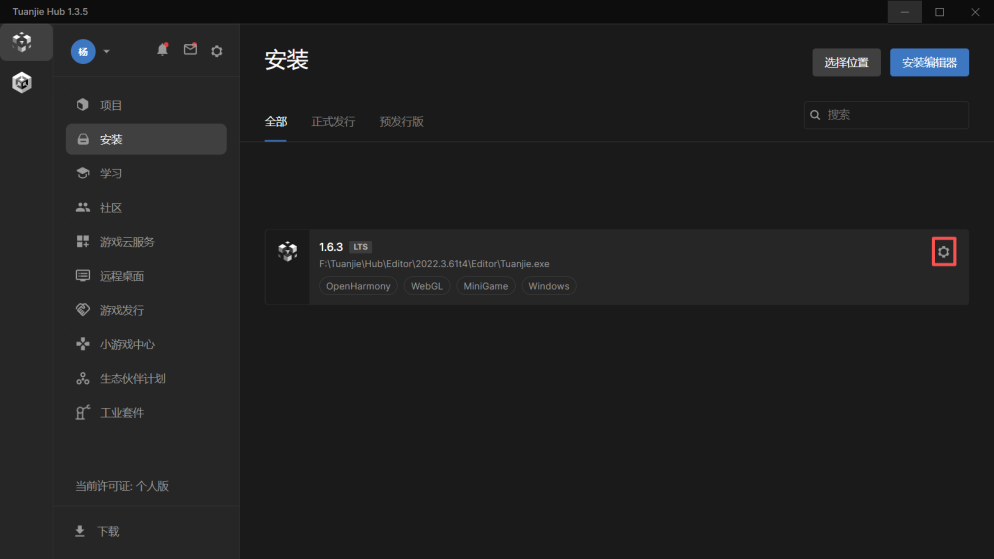 Tuanjie Hub 1.3.5
杨
项目
安装
学习
社区
游戏云服务
远程桌面
游戏发行
小游戏中心
生态伙伴计划
工业套件
当前许可证: 个人版
下载
安装
选择位置
安装编辑器
全部
正式发行
预发行版
搜索
1.6.3 LTS
F:\Tuanjie\Hub\Editor\2022.3.61t4\Editor\Tuanjie.exe
OpenHarmony WebGL MiniGame Windows